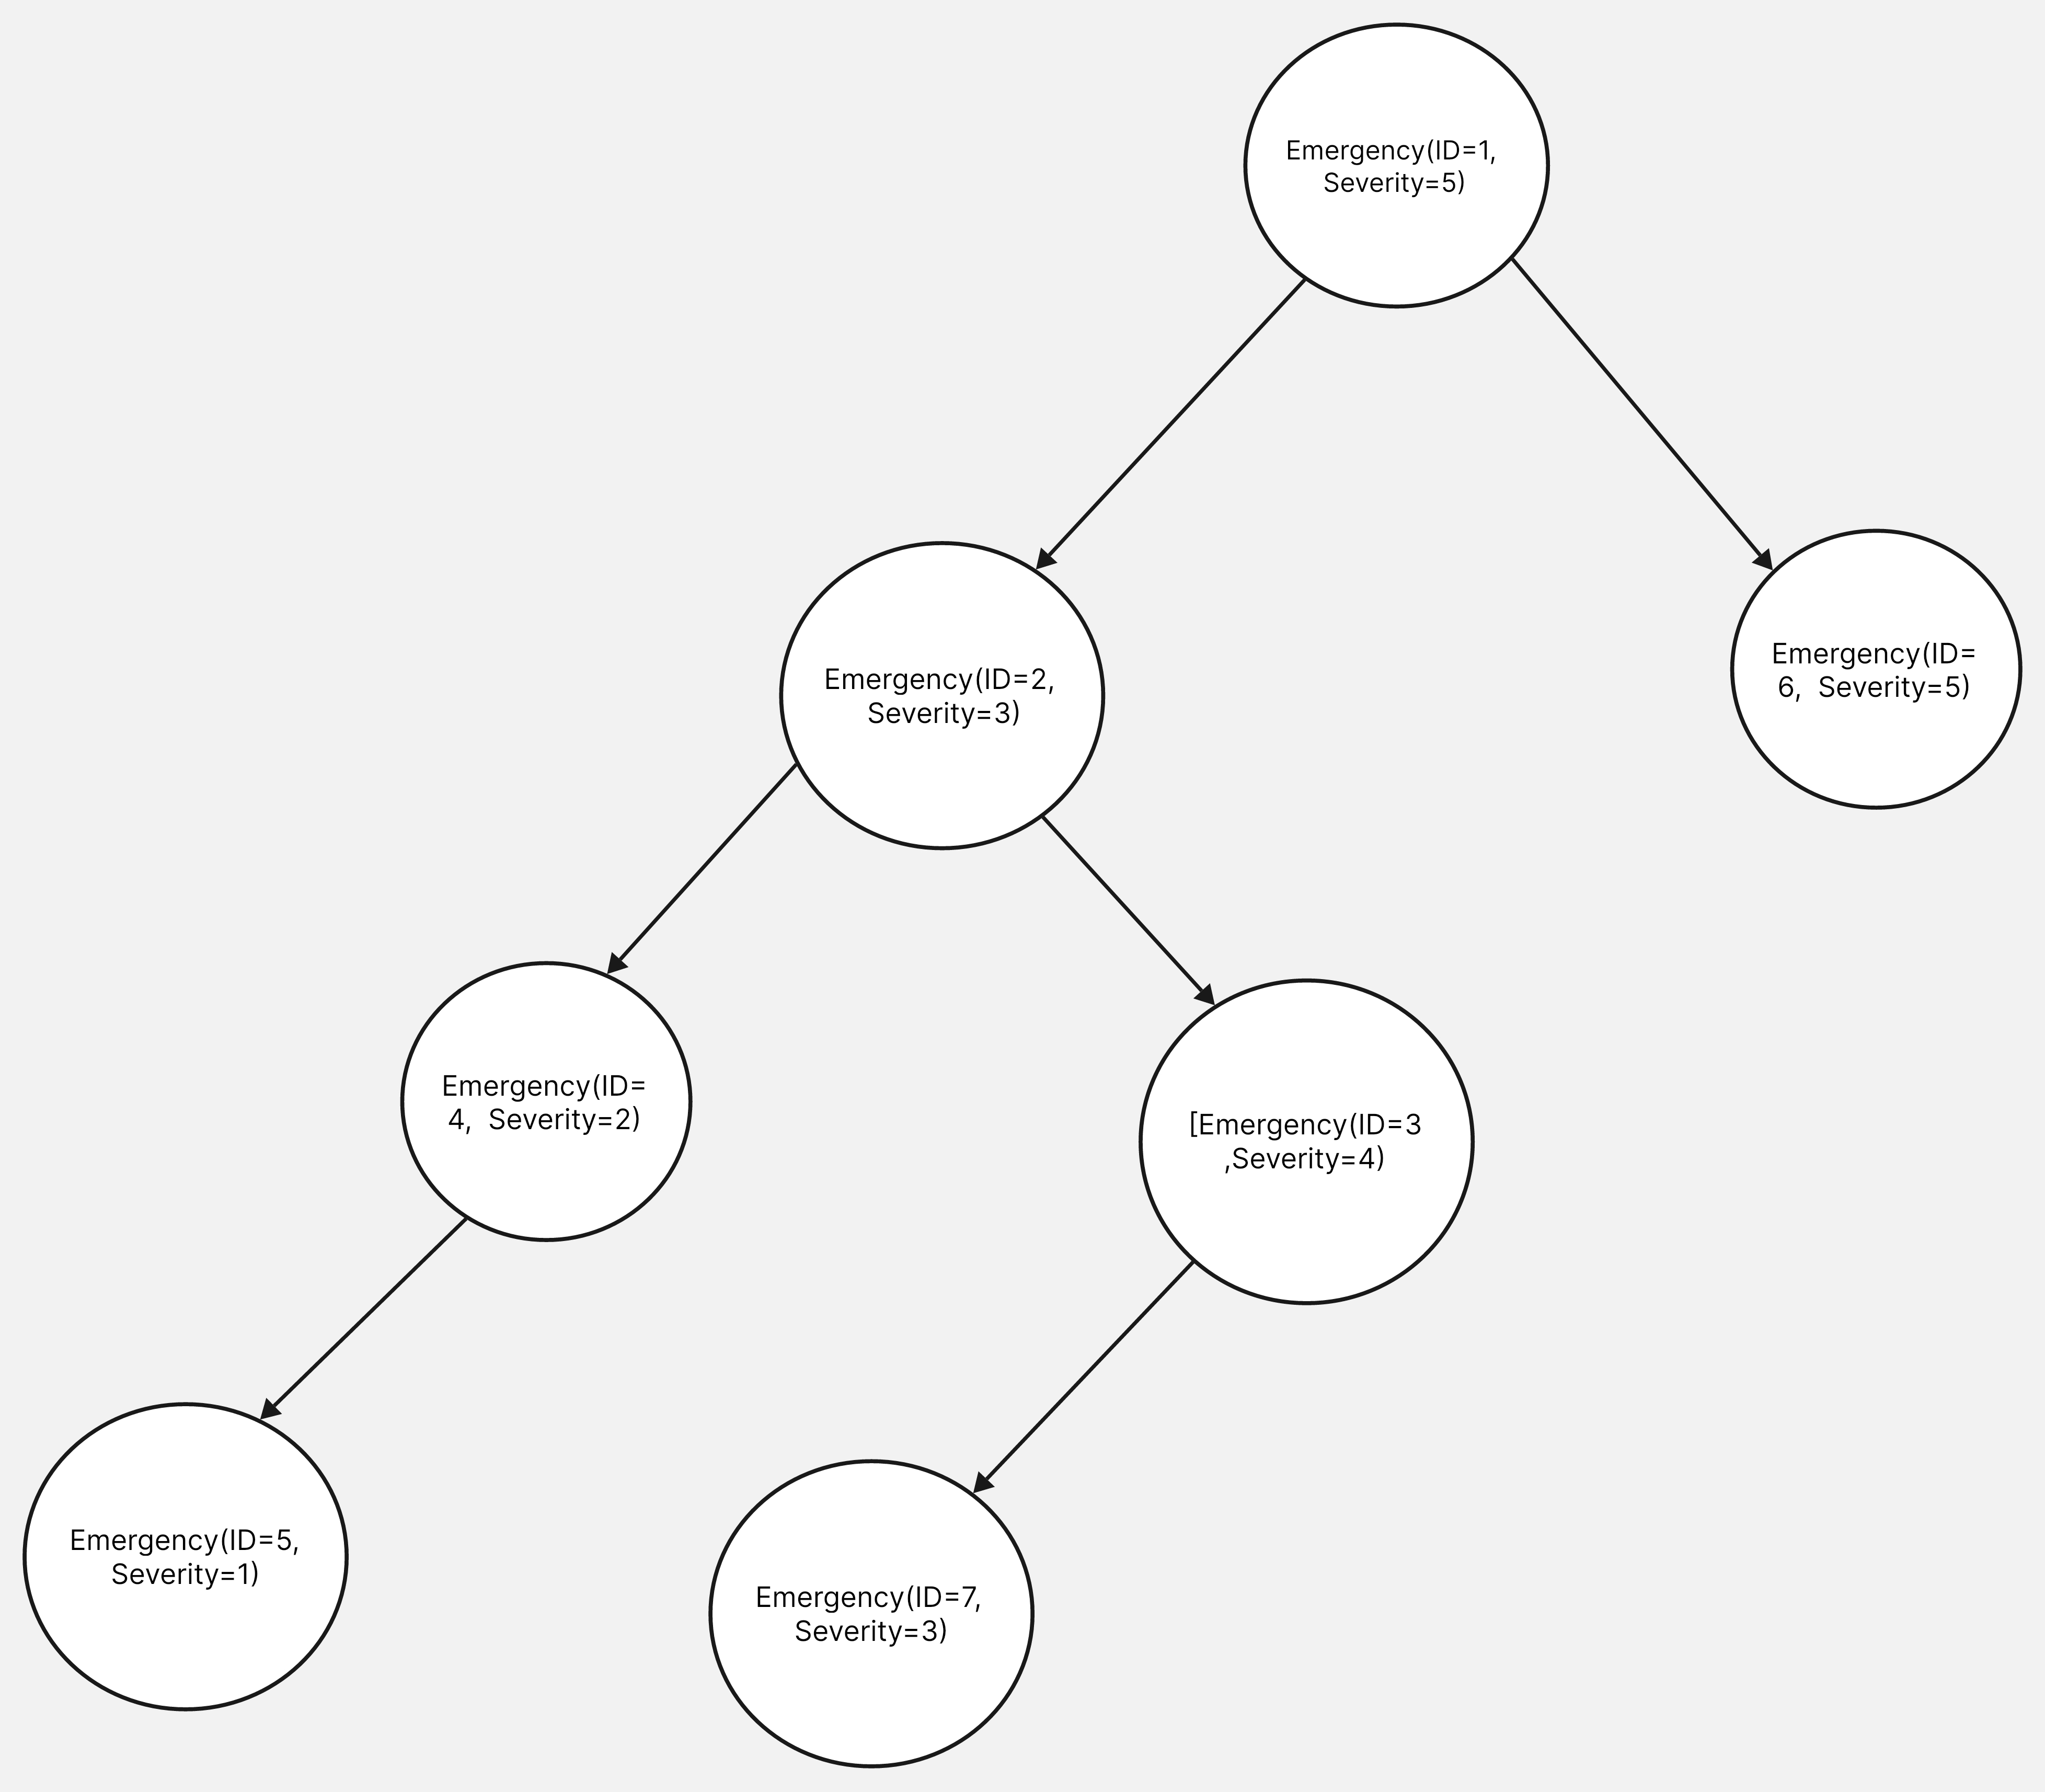 Emergency(ID=1,
Severity=5)
Emergency(ID=2,
Severity=3)
Emergency(ID=
6,  Severity=5)
Emergency(ID=
4,  Severity=2)
[Emergency(ID=3
,Severity=4)
Emergency(ID=5,
Severity=1)
Emergency(ID=7,
Severity=3)